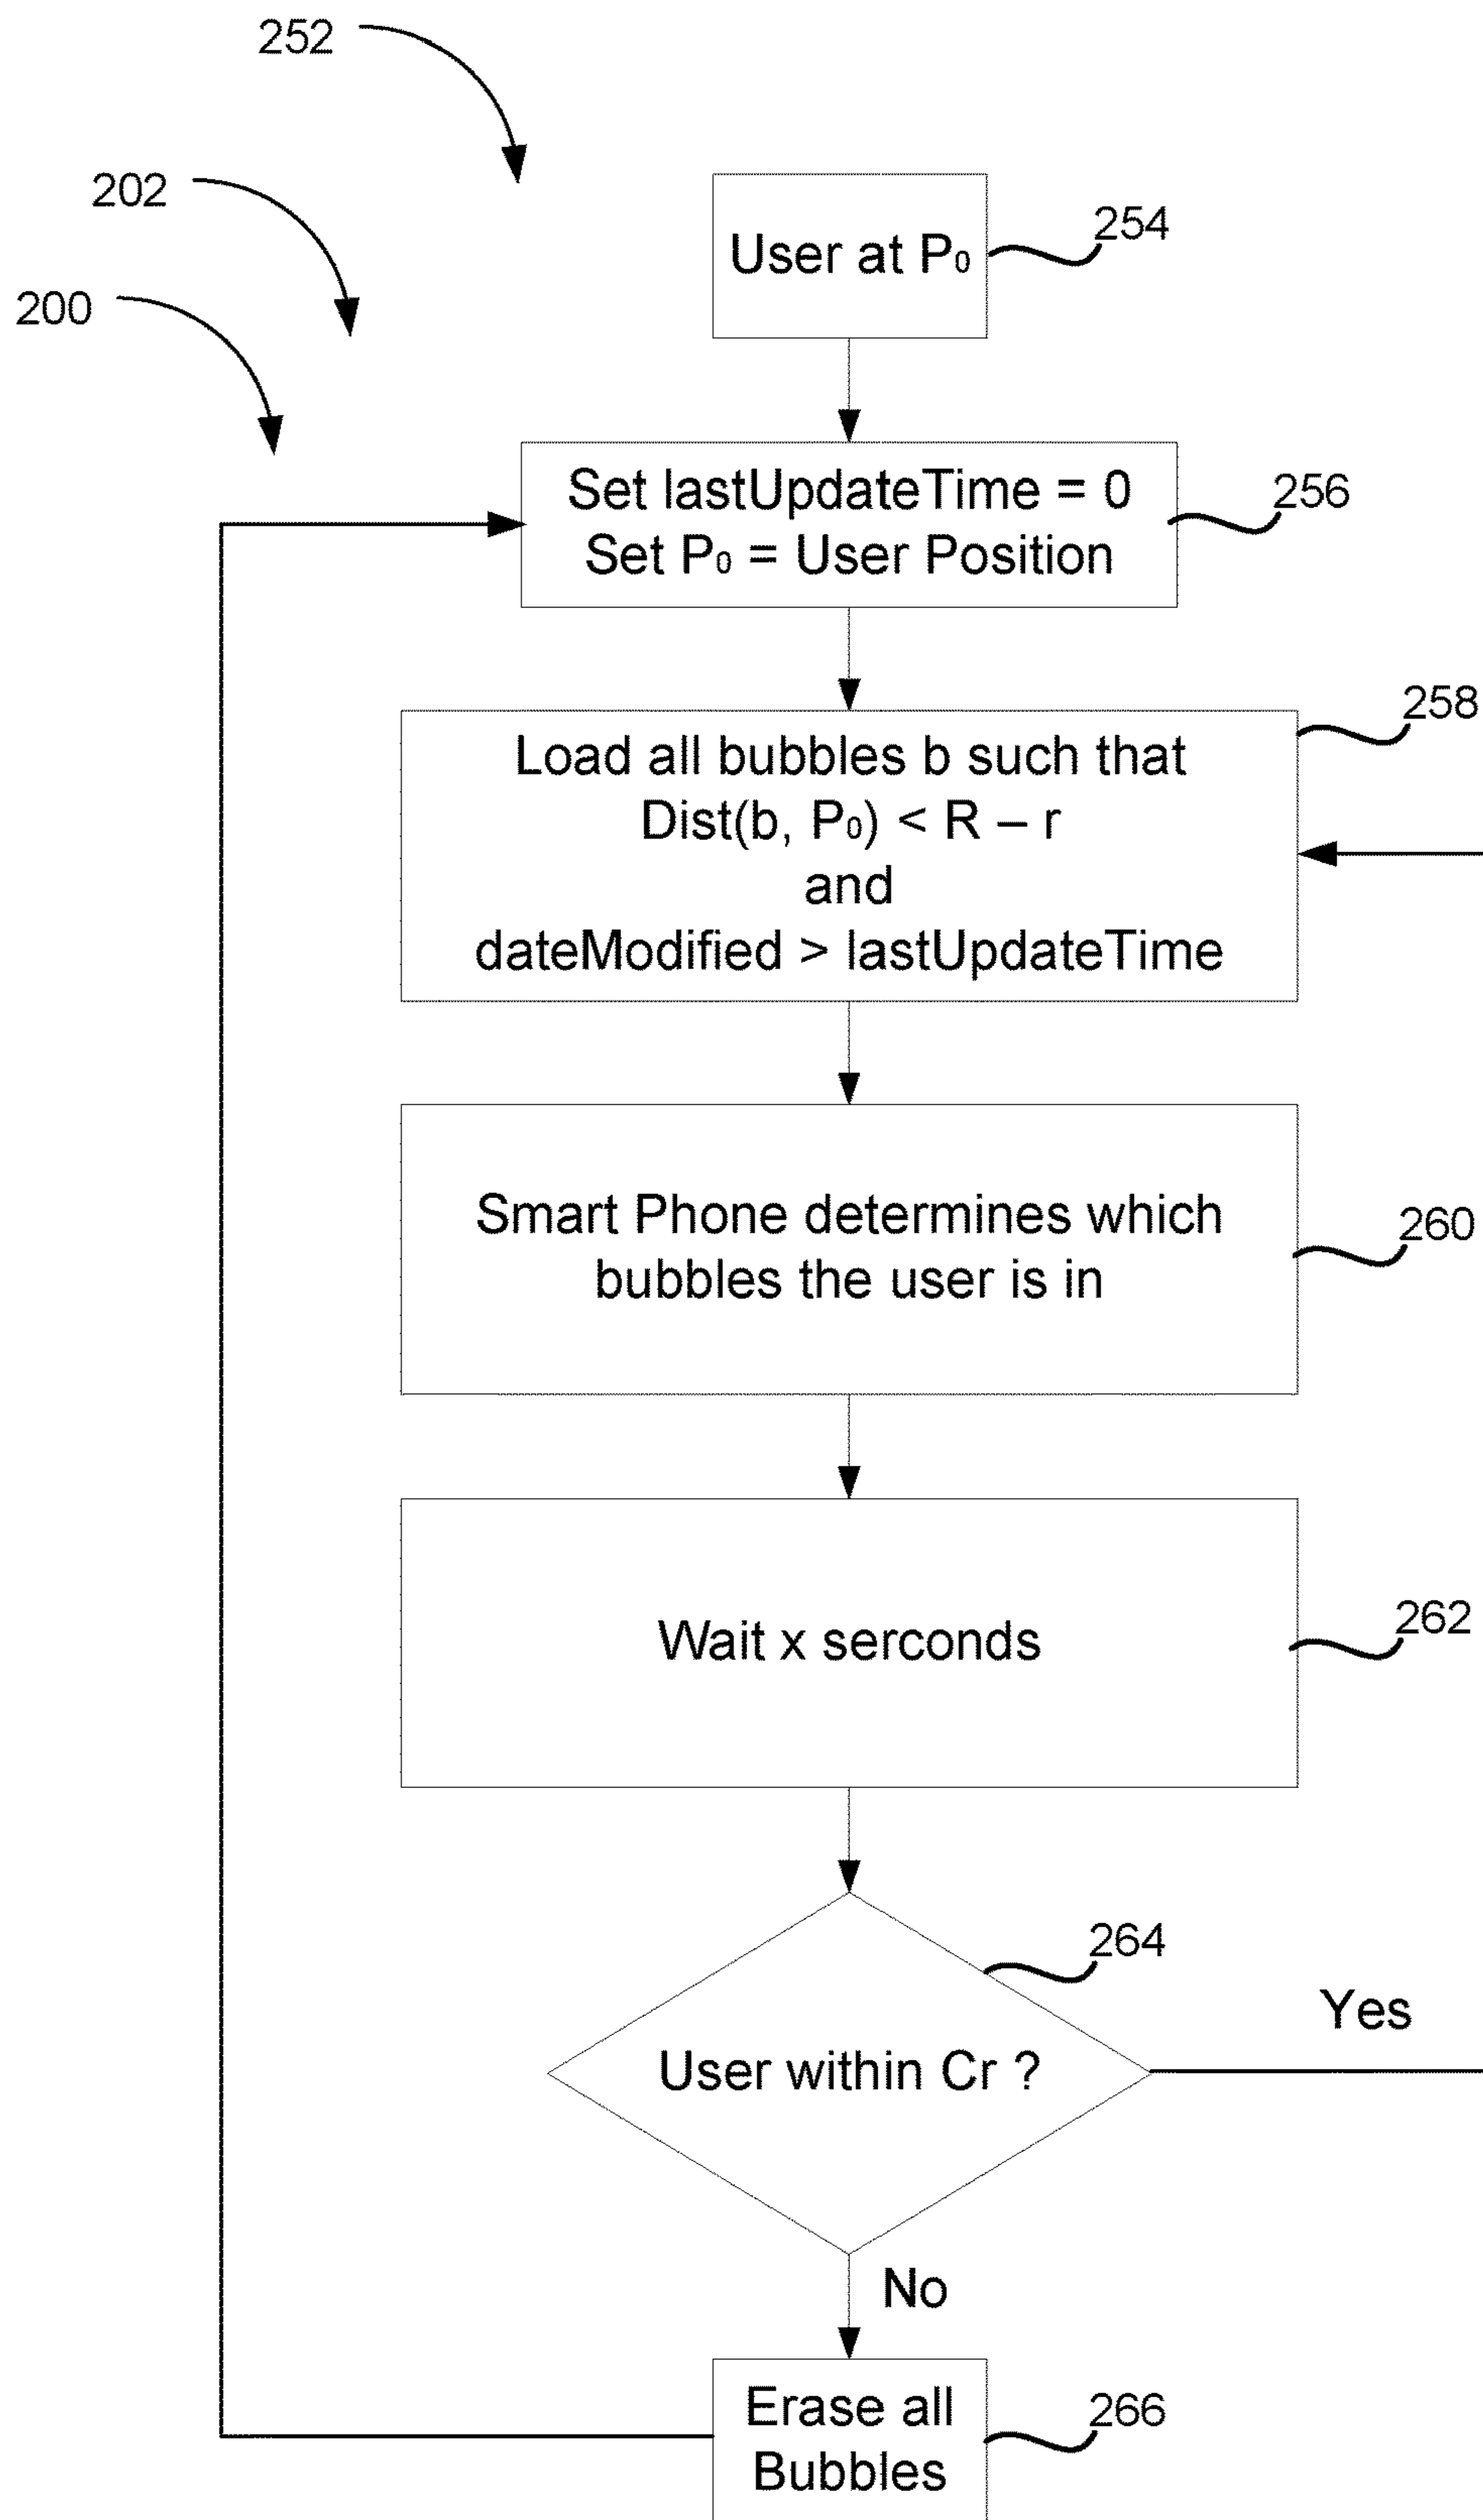 252
202
200
User at P₀
254
Set lastUpdateTime = 0
Set P₀ = User Position
256
258
Load all bubbles b such that
Dist(b, P₀) < R – r
and
dateModified > lastUpdateTime
Smart Phone determines which
bubbles the user is in
260
Wait x serconds
262
264
Yes
User within Cr ?
No
Erase all
Bubbles
266